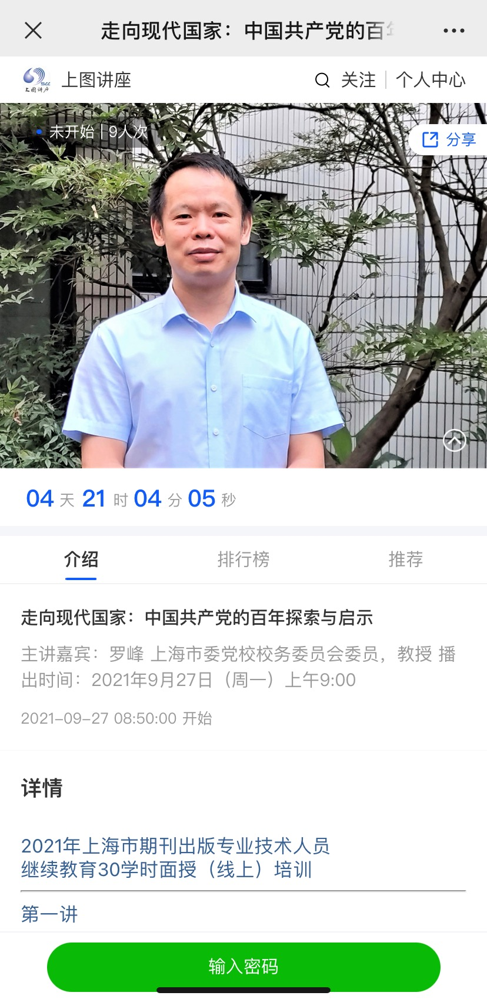 走向现代国家：中国共产党的百
上图讲座
关注 | 个人中心
未开始 | 9人次
分享
04 天 21 时 04 分 05 秒
介绍 排行榜 推荐
走向现代国家：中国共产党的百年探索与启示
主讲嘉宾：罗峰 上海市委党校校务委员会委员，教授 播
出时间：2021年9月27日（周一）上午9:00
2021-09-27 08:50:00 开始
详情
2021年上海市期刊出版专业技术人员
继续教育30学时面授（线上）培训
第一讲
输入密码